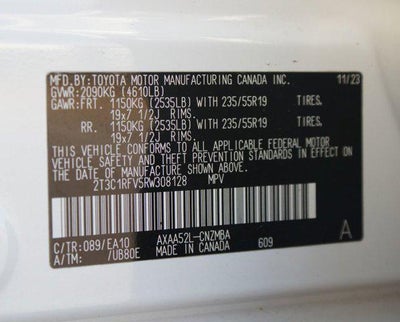 MFD.BY:TOYOTA MOTOR MANUFACTURING CANADA INC. 11/23
GVWR:2090KG (4610LB)
GAWR:FRT. 1150KG (2535LB) WITH 235/55R19 TIRES.
19x7 1/2J RIMS.
RR. 1150KG (2535LB) WITH 235/55R19 TIRES.
19x7 1/2J RIMS.
THIS VEHICLE CONFORMS TO ALL APPLICABLE FEDERAL MOTOR
VEHICLE SAFETY BUMPER, AND THEFT PREVENTION STANDARDS IN EFFECT ON
THE DATE OF MANUFACTURE SHOWN ABOVE.
2T3C1RFV5RW308128 MPV
C/TR:089/EA10 AXAA52L-CNZMBA A
A/TM: /UB80E MADE IN CANADA 609